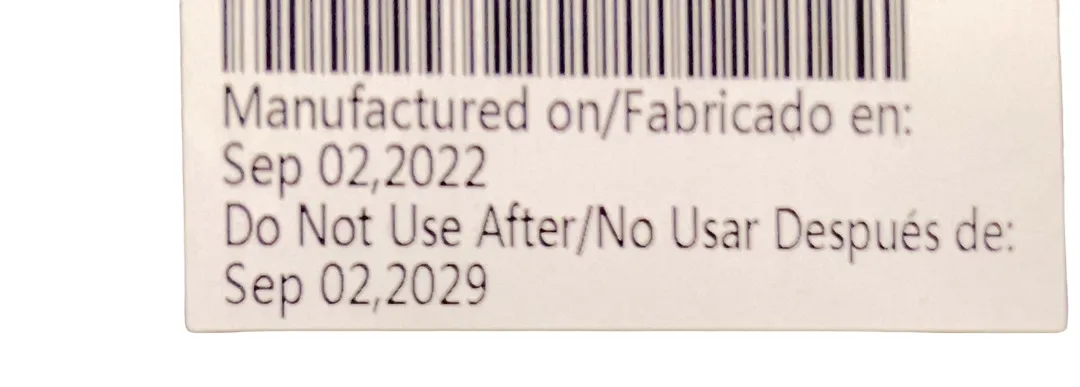 Manufactured on/Fabricado en:
Sep 02,2022
Do Not Use After/No Usar Después de:
Sep 02,2029